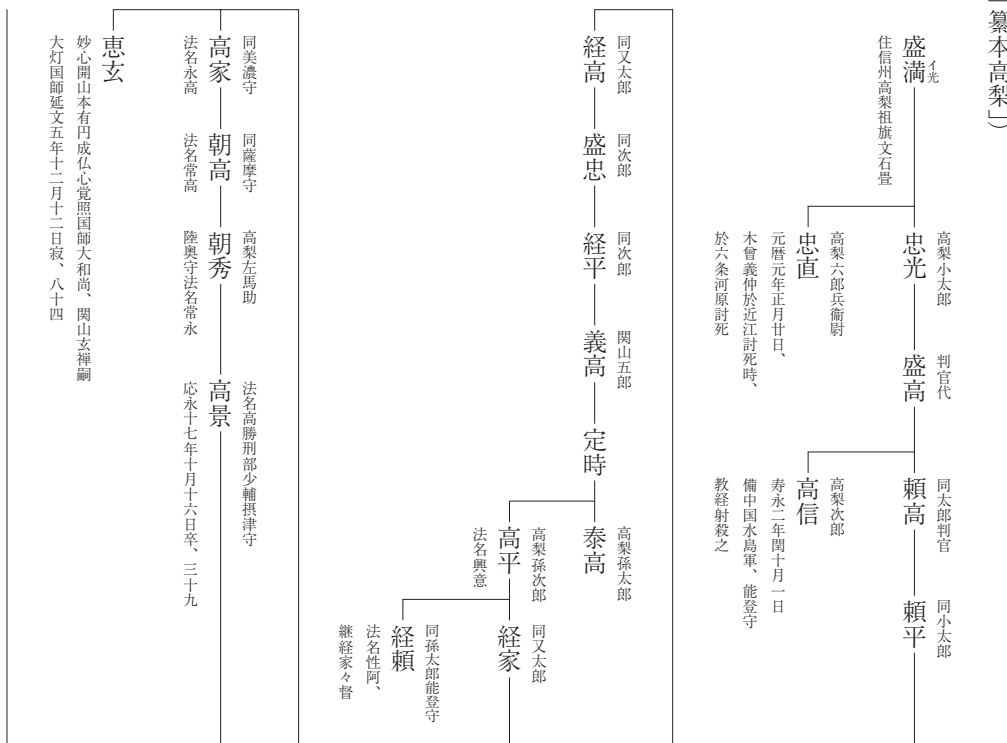 纂本高梨」）
盛満
イ光
住信州高梨祖旗文石畳
高梨小太郎
忠光
高梨六郎兵衞尉
忠直
元暦元年正月廿日、
木曾義仲於近江討死時、
於六条河原討死
判官代
盛高
同太郎判官
頼高
高梨次郎
高信
寿永二年閏十月一日
備中国水島軍、能登守
教経射殺之
同小太郎
頼平
同又太郎
経高
同次郎
盛忠
同次郎
経平
関山五郎
義高
定時
高梨孫太郎
泰高
高梨孫次郎
高平
法名興意
同又太郎
経家
同孫太郎能登守
経頼
法名性阿、
継経家々督
同美濃守
高家
法名永高
同薩摩守
朝高
法名常高
高梨左馬助
朝秀
陸奥守法名常永
法名高勝刑部少輔摂津守
高景
応永十七年十月十六日卒、三十九
恵玄
妙心開山本有円成仏心覚照国師大和尚、関山玄禅嗣
大灯国師延文五年十二月十二日寂、八十四